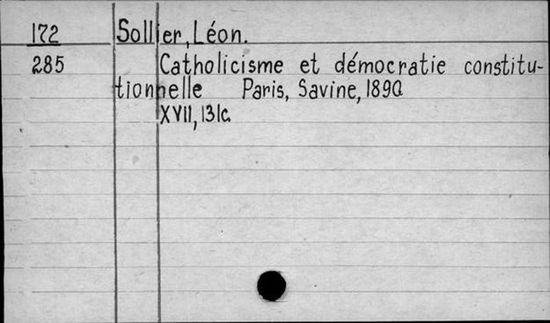 172 Sollier, Léon.
285 Catholicisme et démocratie constitu-
tionnelle Paris, Savine, 1890
XVII, 131c.